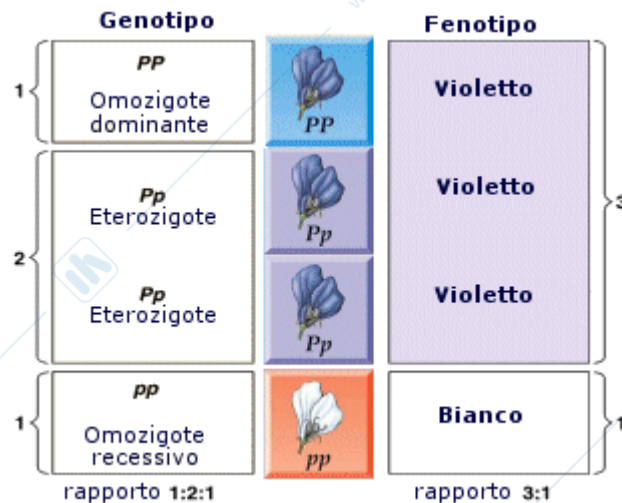 Genotipo
Fenotipo
1
PP
Omozigote
dominante
PP
Violetto
2
Pp
Eterozigote
Pp
Violetto
3
Pp
Eterozigote
Pp
Violetto
1
pp
Omozigote
recessivo
pp
Bianco
1
rapporto 1:2:1
rapporto 3:1